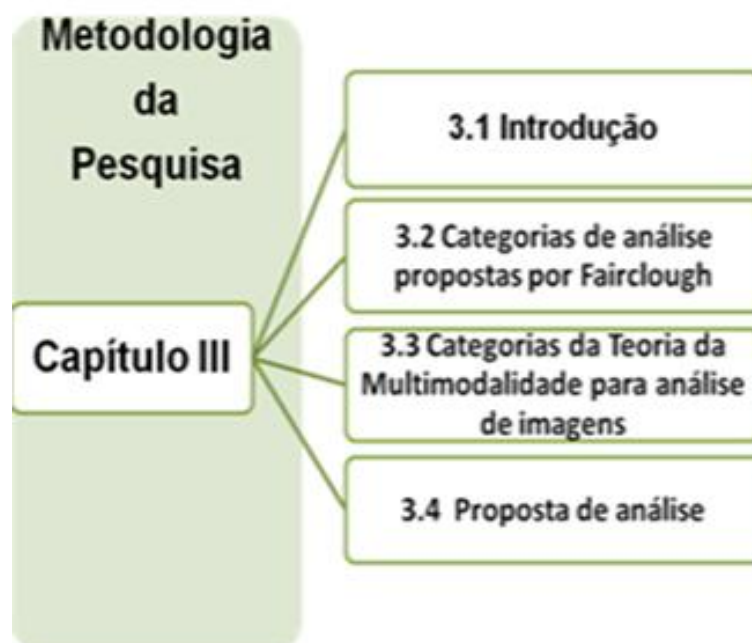 Metodologia
da
Pesquisa
Capítulo III
3.1 Introdução
3.2 Categorias de análise
propostas por Fairclough
3.3 Categorias da Teoria da
Multimodalidade para análise
de imagens
3.4 Proposta de análise